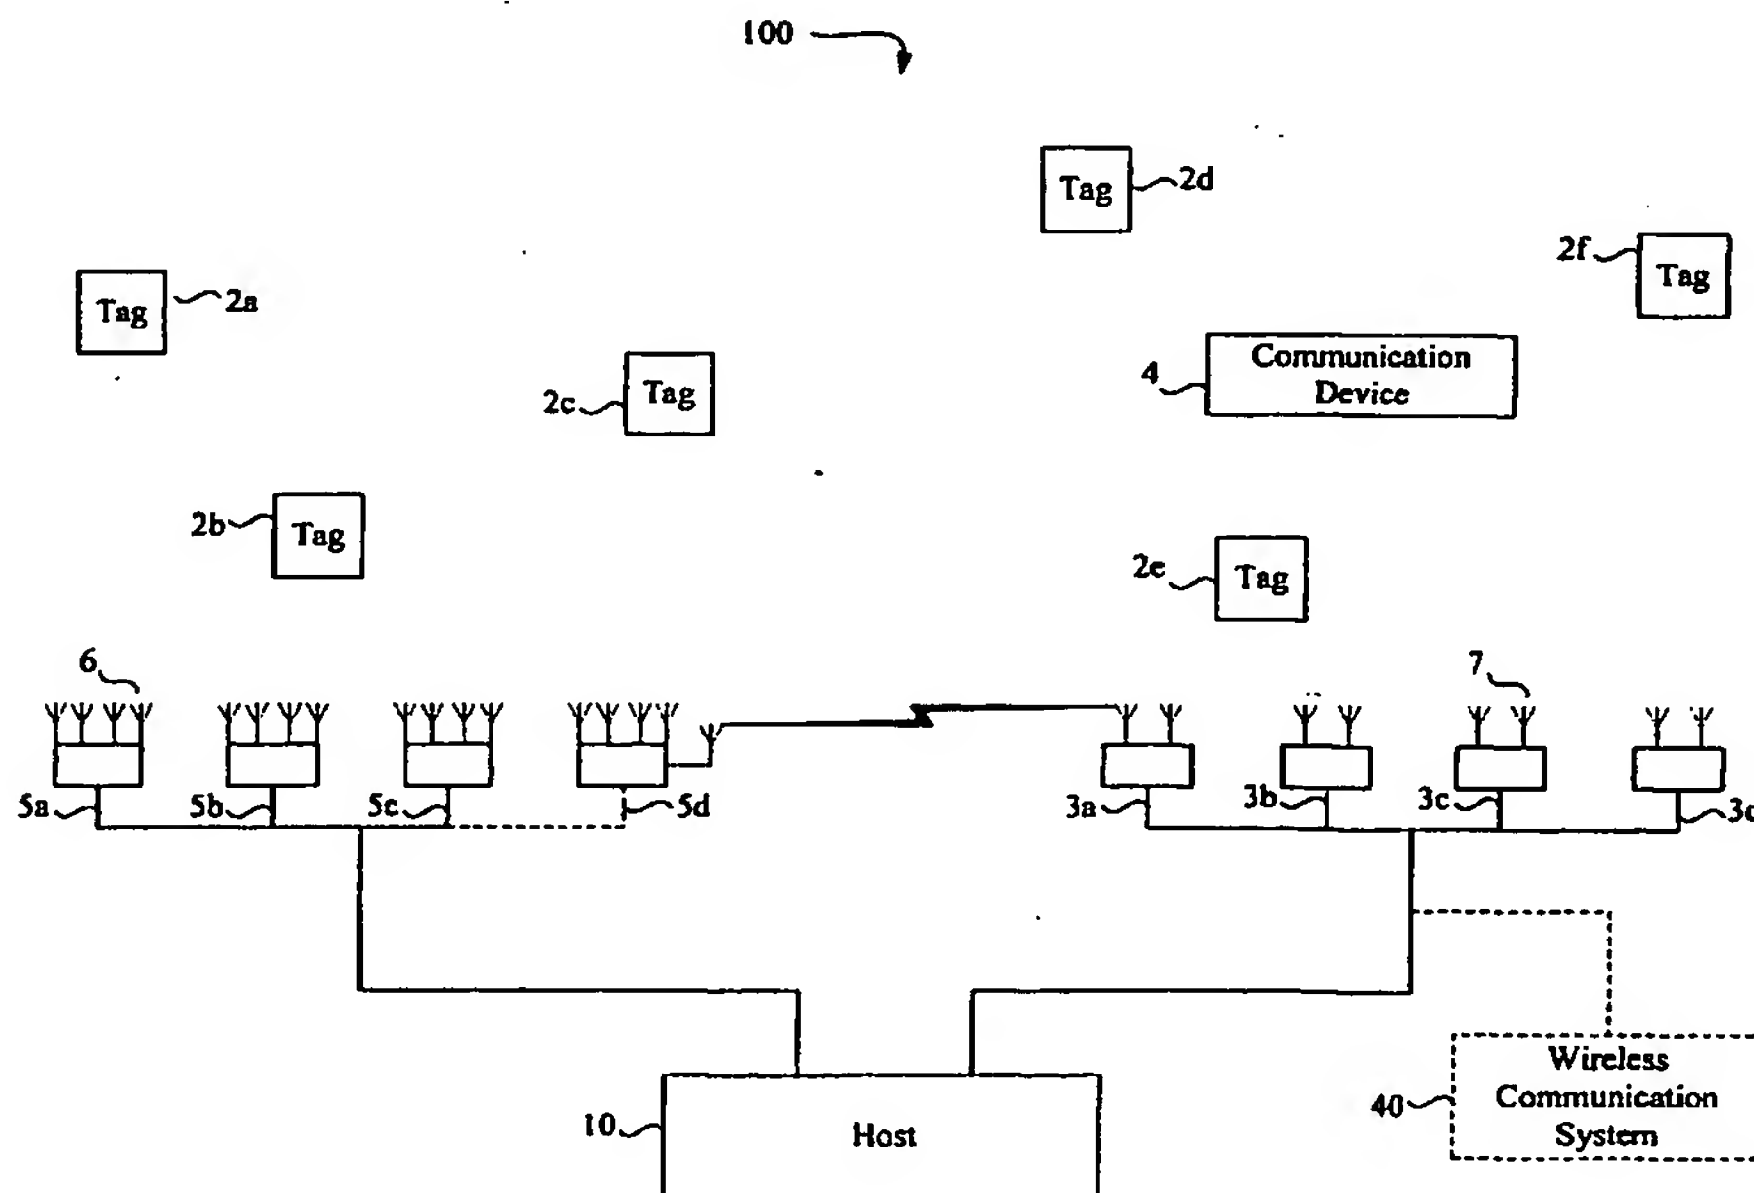 100
Tag
2d
2f
Tag
Tag
2a
Communication
Device
4
Tag
2c
2b
Tag
2e
Tag
6
7
5a
5b
5c
5d
3a
3b
3c
Wireless
Communication
System
40
10
Host